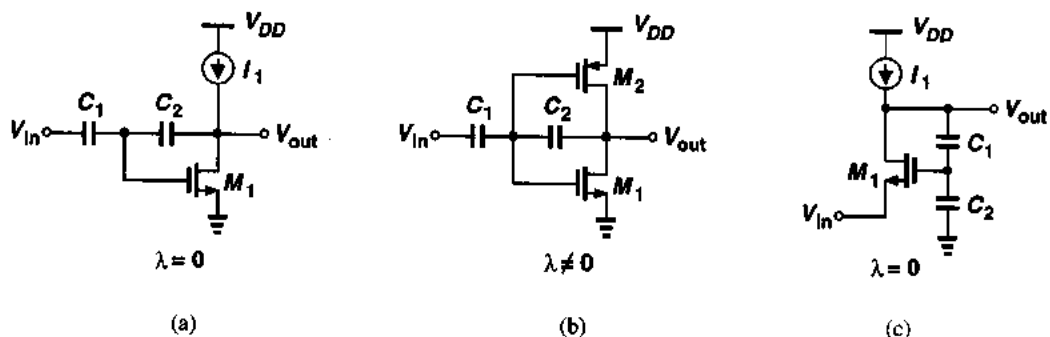 V_DD
I_1
C_1
C_2
V_in
V_out
M_1
λ = 0
(a)
V_DD
M_2
C_1
C_2
V_in
V_out
M_1
λ ≠ 0
(b)
V_DD
I_1
V_out
C_1
M_1
C_2
V_in
λ = 0
(c)